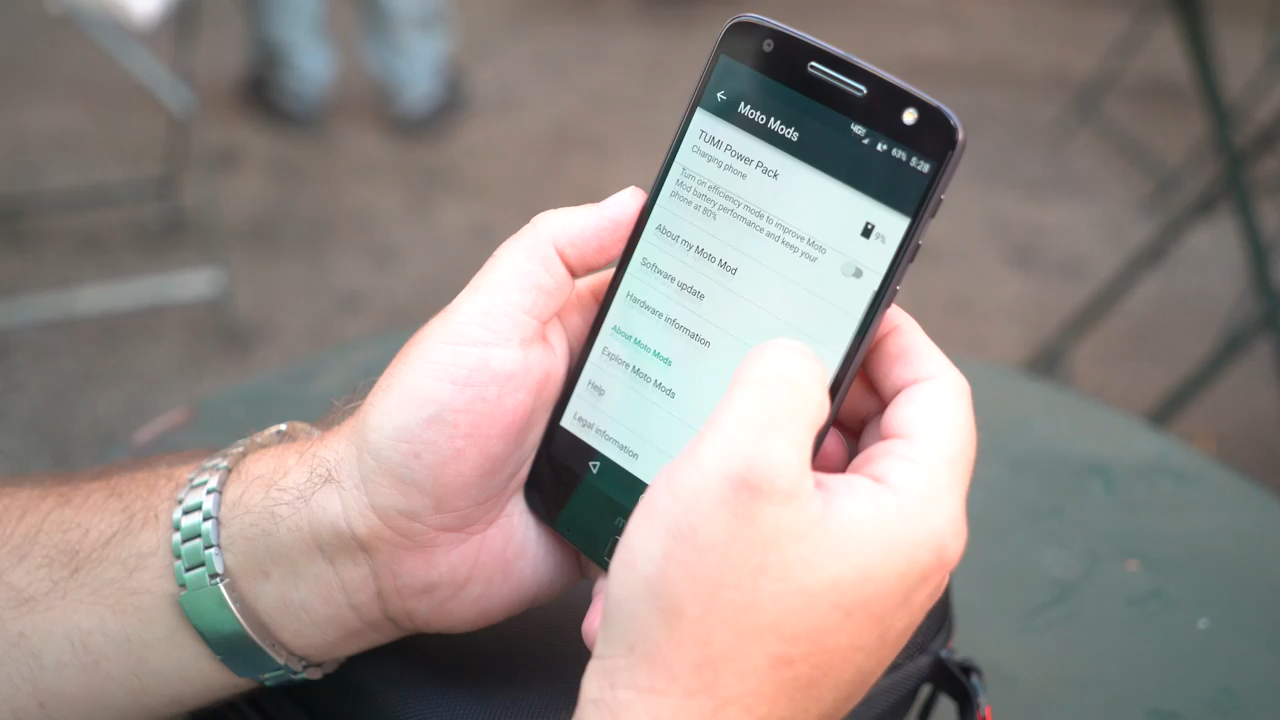 4G
63% 5:28
Moto Mods
TUMI Power Pack
Charging phone
9%
Turn on efficiency mode to improve Moto
Mod battery performance and keep your
phone at 80%
About my Moto Mod
Software update
Hardware information
About Moto Mods
Explore Moto Mods
Help
Legal information